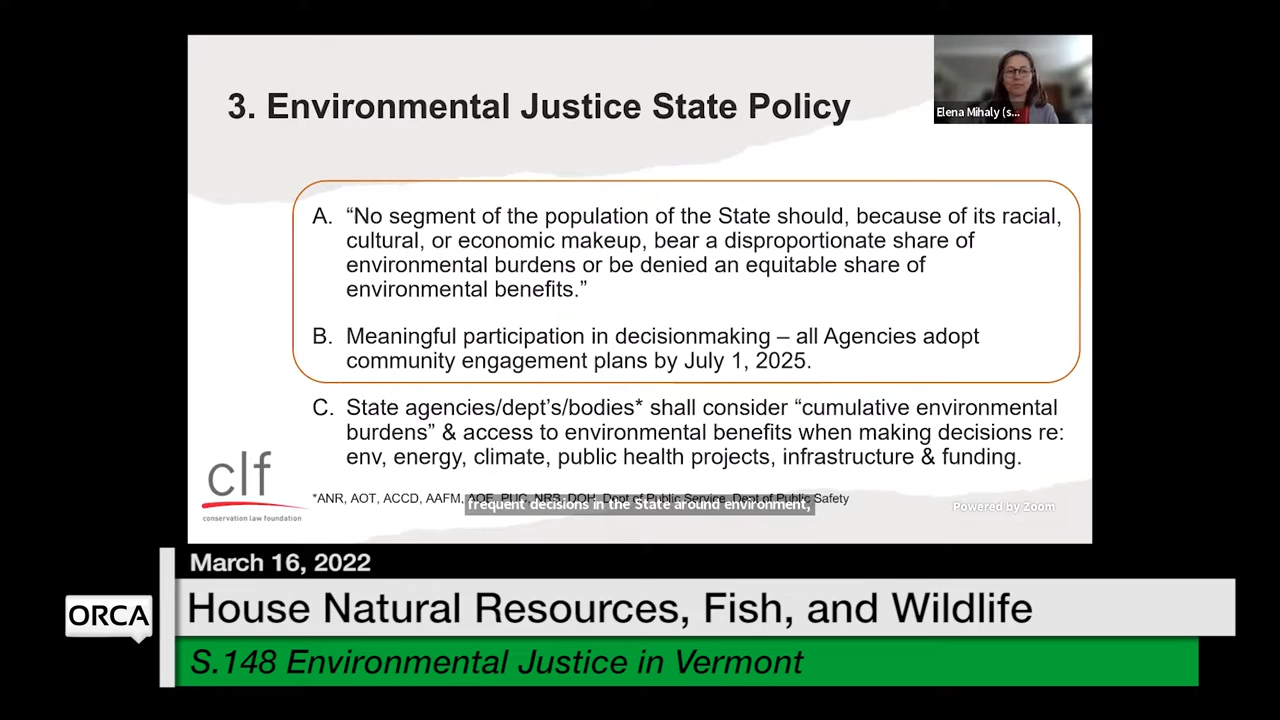 3. Environmental Justice State Policy
Elena Mihaly (s...
A. “No segment of the population of the State should, because of its racial,
cultural, or economic makeup, bear a disproportionate share of
environmental burdens or be denied an equitable share of
environmental benefits.”
B. Meaningful participation in decisionmaking – all Agencies adopt
community engagement plans by July 1, 2025.
C. State agencies/dept’s/bodies* shall consider “cumulative environmental
burdens” & access to environmental benefits when making decisions re:
env, energy, climate, public health projects, infrastructure & funding.
clf
conservation law foundation
*ANR, AOT, ACCD, AAFM, AOE, PUC, NRB, DOH, Dept of Public Service, Dept of Public Safety
frequent decisions in the State around environment,
Powered by Zoom
March 16, 2022
ORCA
House Natural Resources, Fish, and Wildlife
S.148 Environmental Justice in Vermont